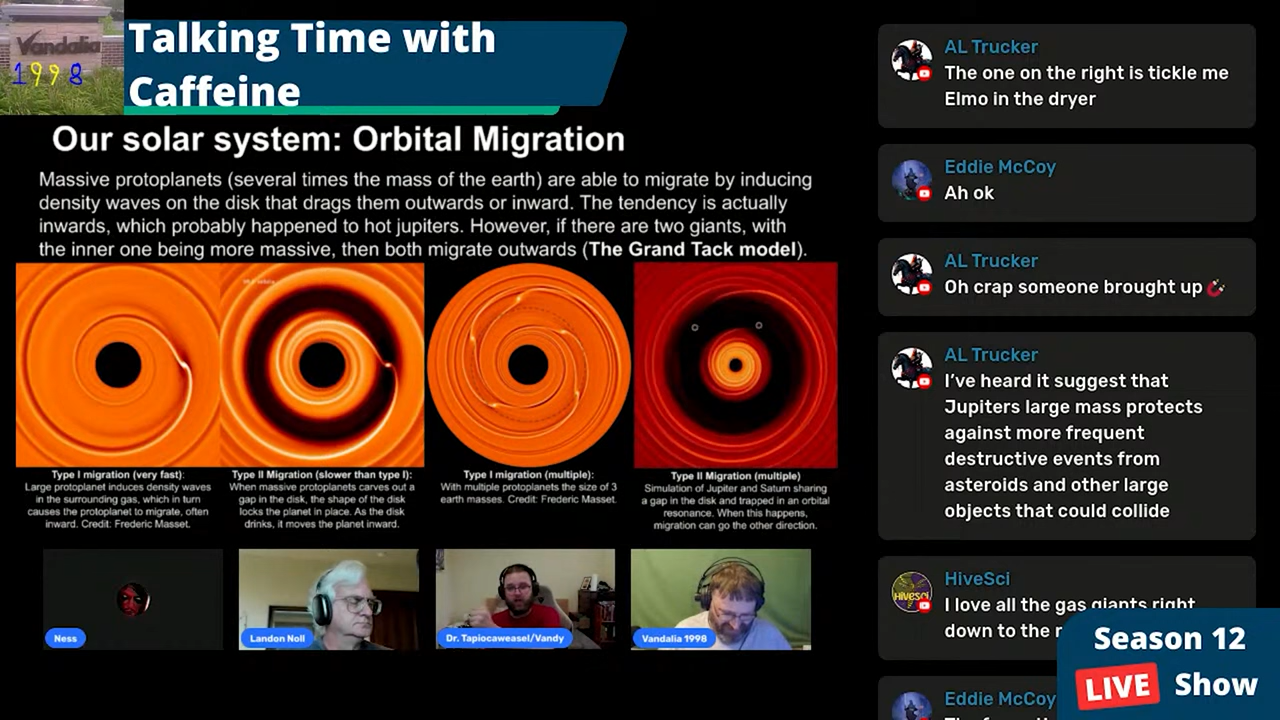 Vandalia
1998
Talking Time with
Caffeine
Our solar system: Orbital Migration
Massive protoplanets (several times the mass of the earth) are able to migrate by inducing
density waves on the disk that drags them outwards or inward. The tendency is actually
inwards, which probably happened to hot jupiters. However, if there are two giants, with
the inner one being more massive, then both migrate outwards (The Grand Tack model).
Type I migration (very fast):
Large protoplanet induces density waves
in the surrounding gas, which in turn
causes the protoplanet to migrate, often
inward. Credit: Frederic Masset.
Type II Migration (slower than type I):
When massive protoplanets carves out a
gap in the disk, the shape of the disk
locks the planet in place. As the disk
drinks, it moves the planet inward.
Type I migration (multiple):
With multiple protoplanets the size of 3
earth masses. Credit: Frederic Masset.
Type II Migration (multiple)
Simulation of Jupiter and Saturn sharing
a gap in the disk and trapped in an orbital
resonance. When this happens,
migration can go the other direction.
Ness
Landon Noll
Dr. Tapiocaweasel/Vandy
Vandalia 1998
AL Trucker
The one on the right is tickle me
Elmo in the dryer
Eddie McCoy
Ah ok
AL Trucker
Oh crap someone brought up
AL Trucker
I've heard it suggest that
Jupiters large mass protects
against more frequent
destructive events from
asteroids and other large
objects that could collide
HiveSci
HiveSci
I love all the gas giants right
down to the
Eddie McCoy
Season 12
LIVE Show